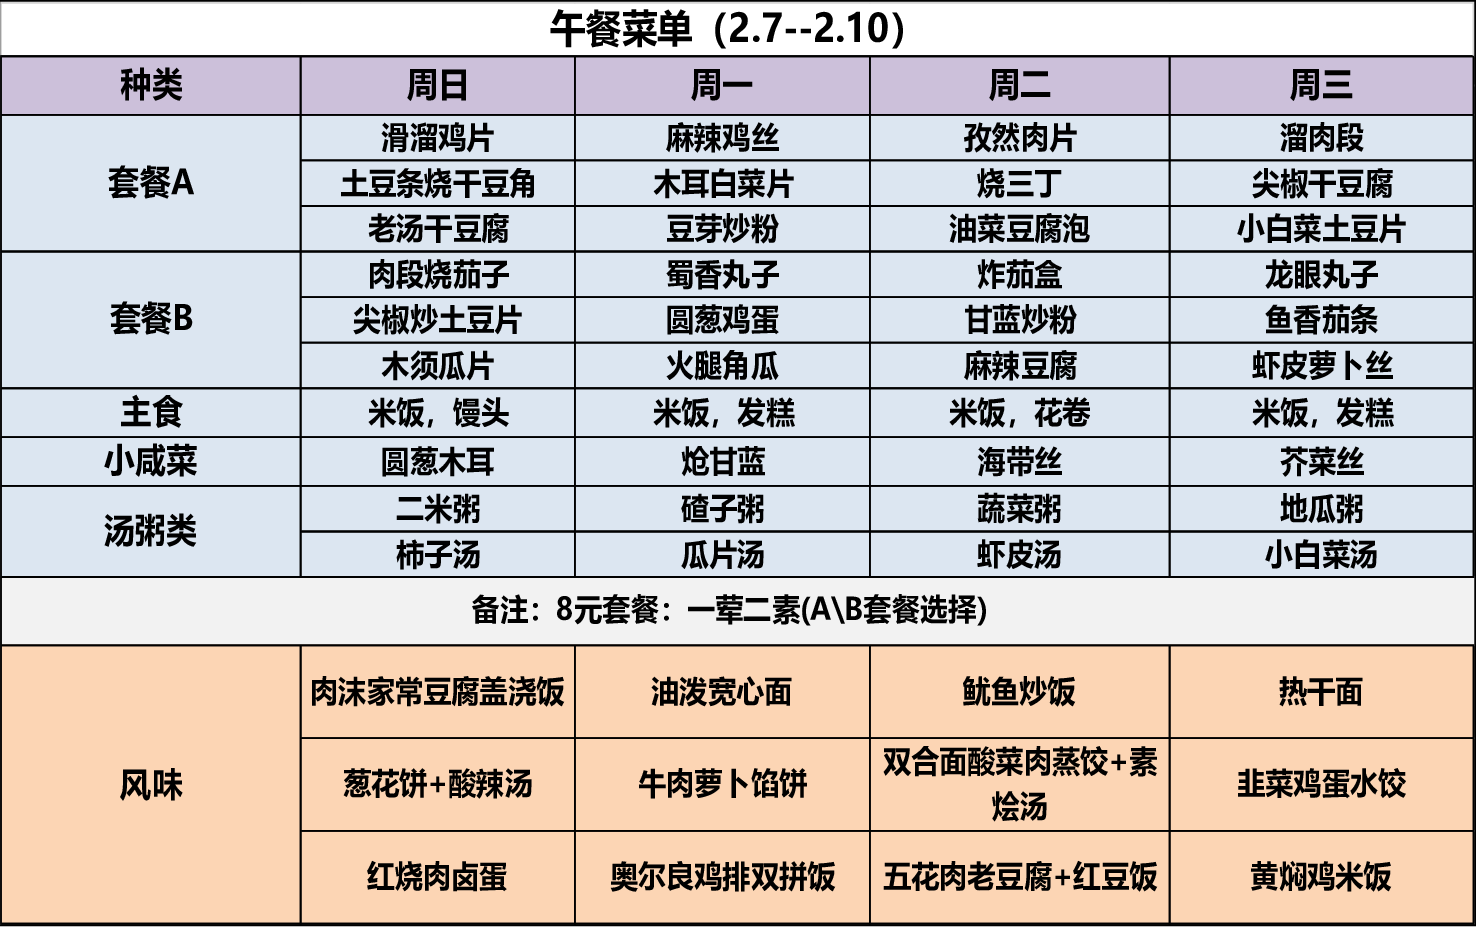 午餐菜单（2.7--2.10）
种类 周日 周一 周二 周三
套餐A 滑溜鸡片 麻辣鸡丝 孜然肉片 溜肉段
土豆条烧干豆角 木耳白菜片 烧三丁 尖椒干豆腐
老汤干豆腐 豆芽炒粉 油菜豆腐泡 小白菜土豆片
套餐B 肉段烧茄子 蜀香丸子 炸茄盒 龙眼丸子
尖椒炒土豆片 圆葱鸡蛋 甘蓝炒粉 鱼香茄条
木须瓜片 火腿角瓜 麻辣豆腐 虾皮萝卜丝
主食 米饭，馒头 米饭，发糕 米饭，花卷 米饭，发糕
小咸菜 圆葱木耳 炝甘蓝 海带丝 芥菜丝
汤粥类 二米粥 碴子粥 蔬菜粥 地瓜粥
柿子汤 瓜片汤 虾皮汤 小白菜汤
备注：8元套餐：一荤二素(A\B套餐选择)
风味 肉沫家常豆腐盖浇饭 油泼宽心面 鱿鱼炒饭 热干面
葱花饼+酸辣汤 牛肉萝卜馅饼 双合面酸菜肉蒸饺+素
烩汤 韭菜鸡蛋水饺
红烧肉卤蛋 奥尔良鸡排双拼饭 五花肉老豆腐+红豆饭 黄焖鸡米饭